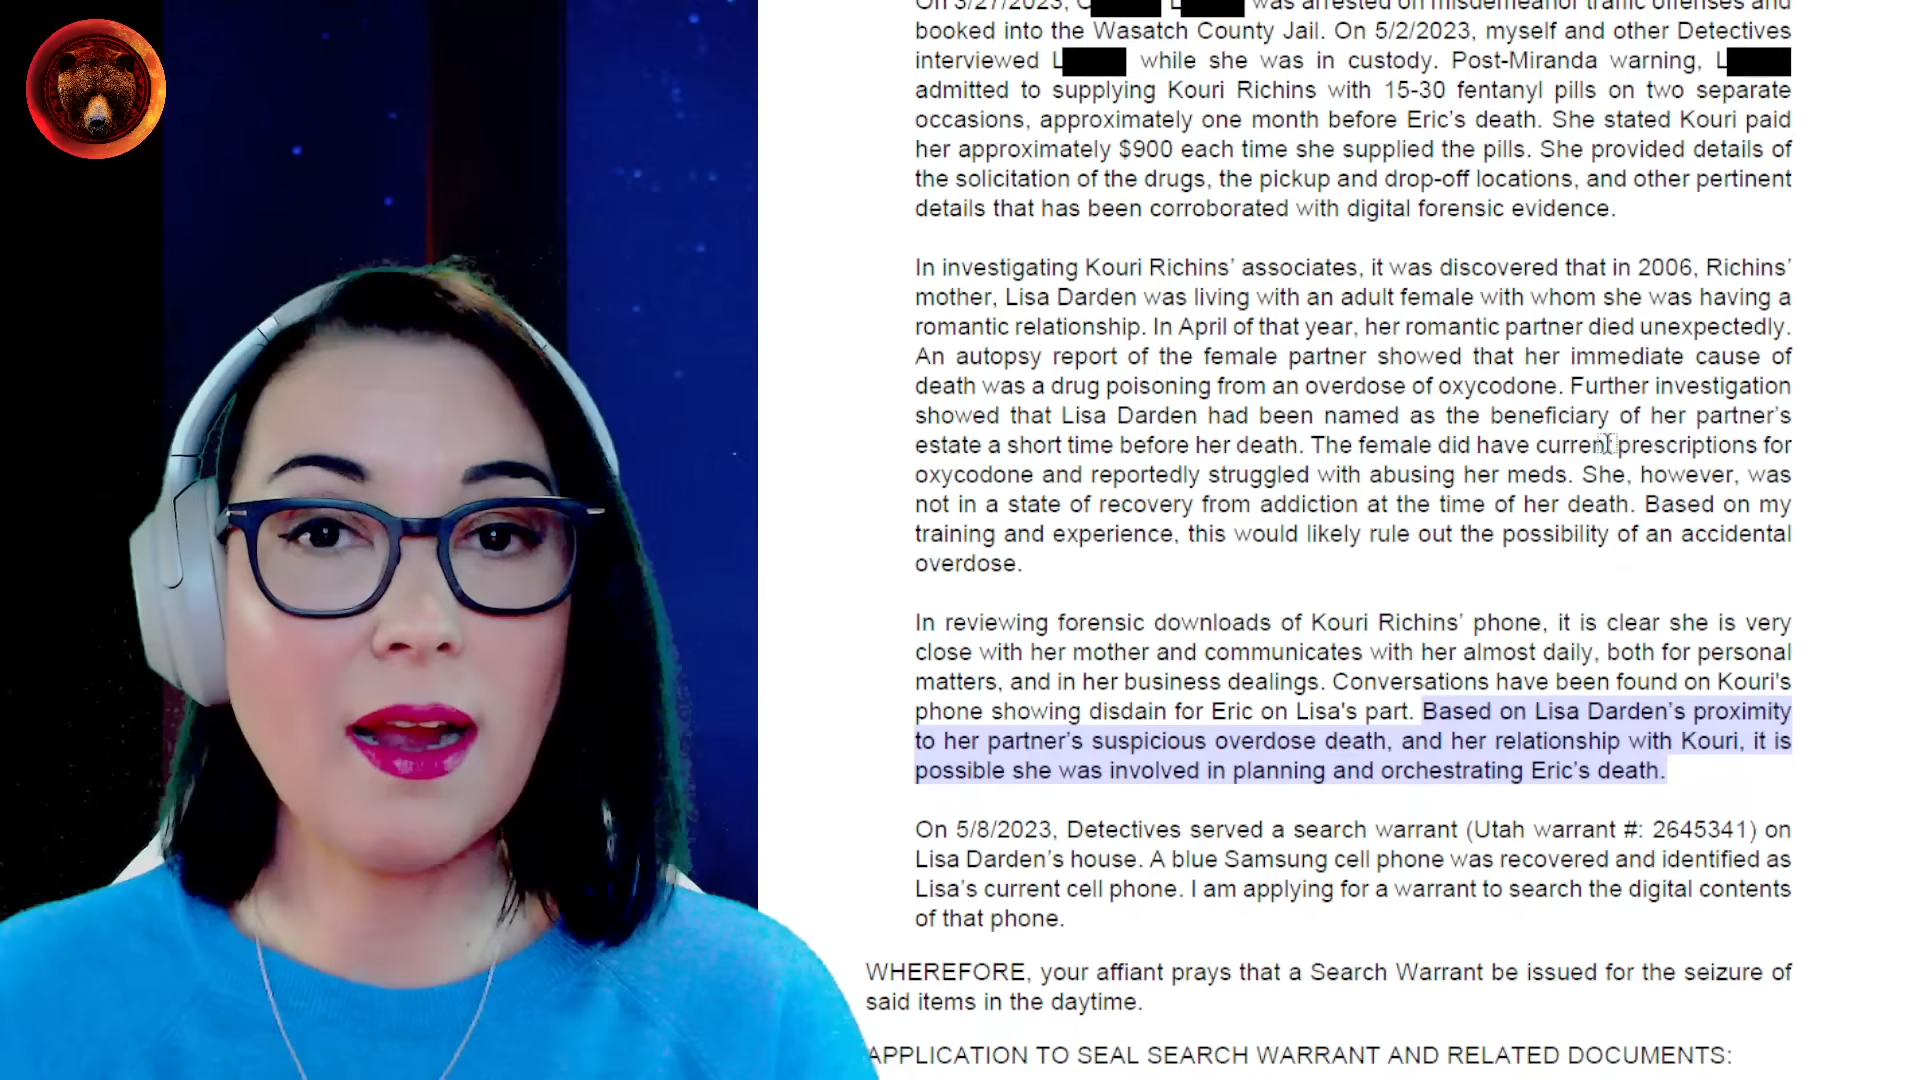 On 3/27/2023, C L was arrested on misdemeanor traffic offenses and
booked into the Wasatch County Jail. On 5/2/2023, myself and other Detectives
interviewed L while she was in custody. Post-Miranda warning, L
admitted to supplying Kouri Richins with 15-30 fentanyl pills on two separate
occasions, approximately one month before Eric’s death. She stated Kouri paid
her approximately $900 each time she supplied the pills. She provided details of
the solicitation of the drugs, the pickup and drop-off locations, and other pertinent
details that has been corroborated with digital forensic evidence.
In investigating Kouri Richins’ associates, it was discovered that in 2006, Richins’
mother, Lisa Darden was living with an adult female with whom she was having a
romantic relationship. In April of that year, her romantic partner died unexpectedly.
An autopsy report of the female partner showed that her immediate cause of
death was a drug poisoning from an overdose of oxycodone. Further investigation
showed that Lisa Darden had been named as the beneficiary of her partner’s
estate a short time before her death. The female did have current prescriptions for
oxycodone and reportedly struggled with abusing her meds. She, however, was
not in a state of recovery from addiction at the time of her death. Based on my
training and experience, this would likely rule out the possibility of an accidental
overdose.
In reviewing forensic downloads of Kouri Richins’ phone, it is clear she is very
close with her mother and communicates with her almost daily, both for personal
matters, and in her business dealings. Conversations have been found on Kouri's
phone showing disdain for Eric on Lisa's part. Based on Lisa Darden’s proximity
to her partner’s suspicious overdose death, and her relationship with Kouri, it is
possible she was involved in planning and orchestrating Eric’s death.
On 5/8/2023, Detectives served a search warrant (Utah warrant #: 2645341) on
Lisa Darden’s house. A blue Samsung cell phone was recovered and identified as
Lisa’s current cell phone. I am applying for a warrant to search the digital contents
of that phone.
WHEREFORE, your affiant prays that a Search Warrant be issued for the seizure of
said items in the daytime.
APPLICATION TO SEAL SEARCH WARRANT AND RELATED DOCUMENTS: